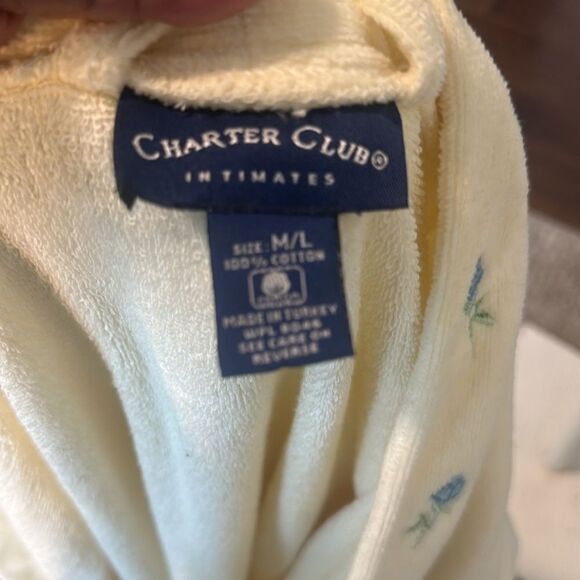 CHARTER CLUB®
INTIMATES
SIZE: M/L
100% COTTON
MADE IN TURKEY
WPL 8046
SEE CARE ON
REVERSE